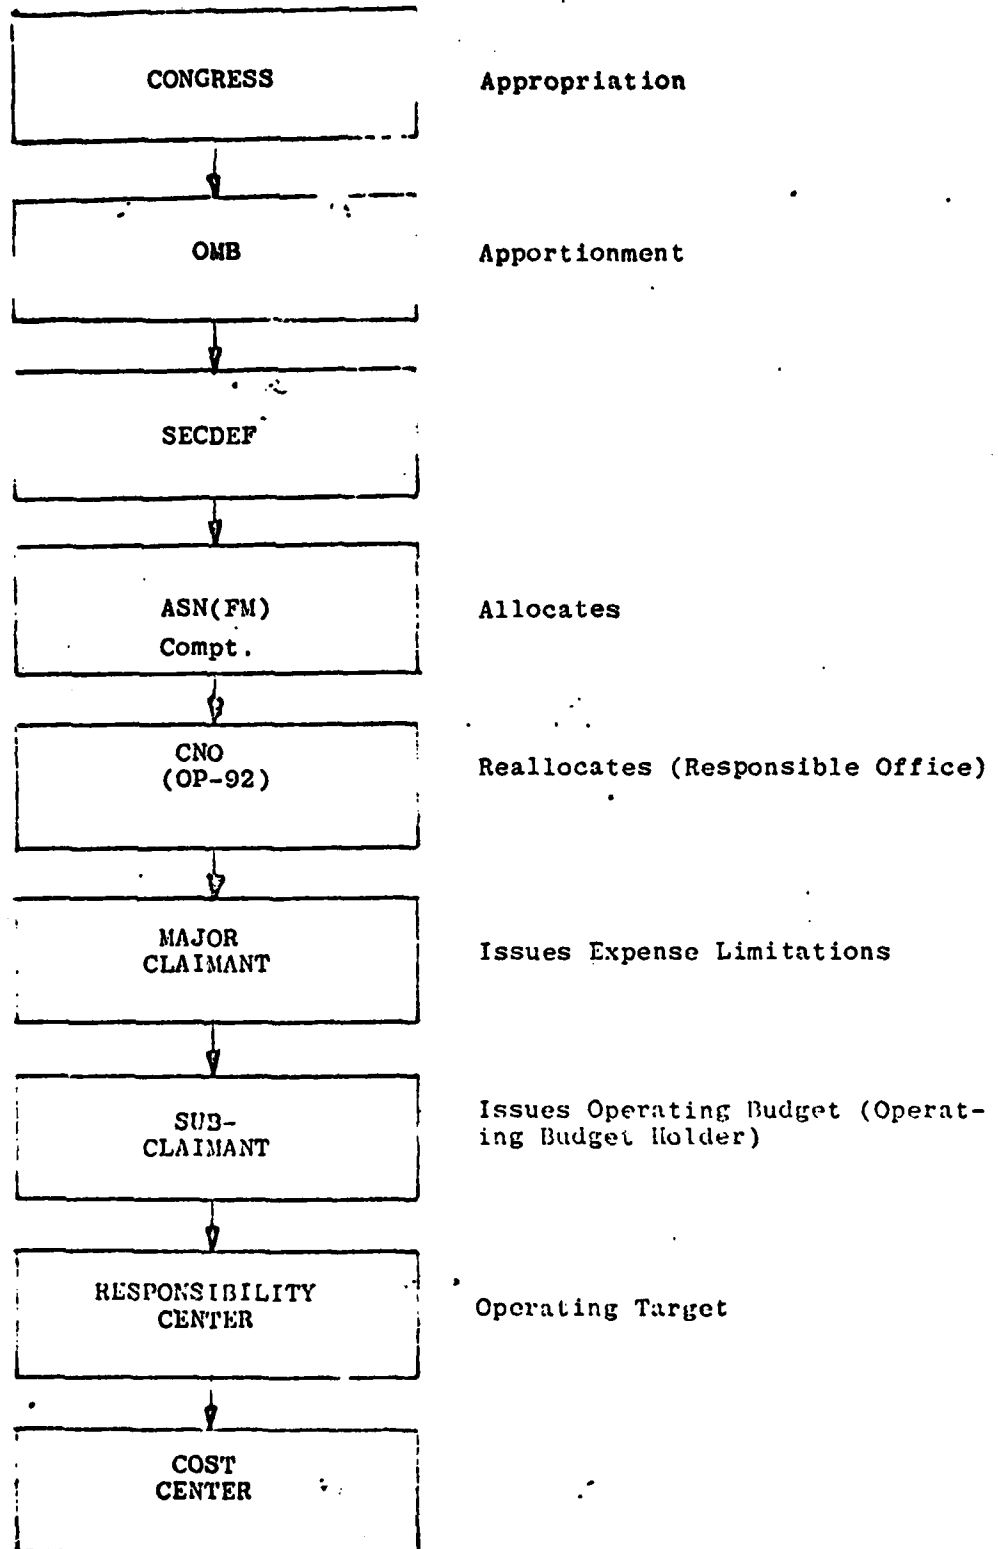 CONGRESS
Appropriation
OMB
Apportionment
SECDEF
ASN(FM)
Compt.
Allocates
CNO
(OP-92)
Reallocates (Responsible Office)
MAJOR
CLAIMANT
Issues Expense Limitations
SUB-
CLAIMANT
Issues Operating Budget (Operat-
ing Budget Holder)
RESPONSIBILITY
CENTER
Operating Target
COST
CENTER